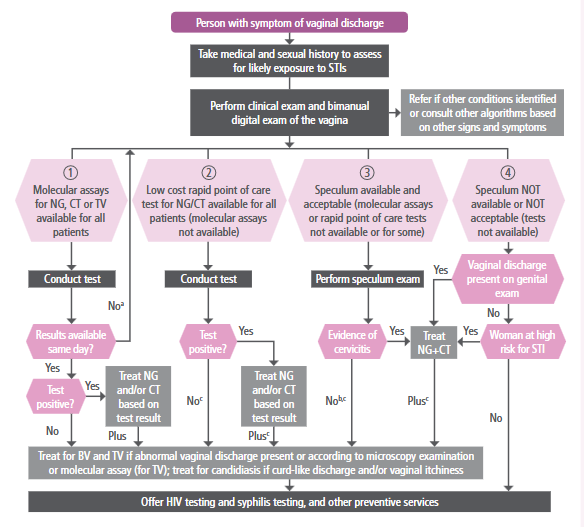 Person with symptom of vaginal discharge
Take medical and sexual history to assess
for likely exposure to STIs
Perform clinical exam and bimanual
digital exam of the vagina
Refer if other conditions identified
or consult other algorithms based
on other signs and symptoms
1
Molecular assays
for NG, CT or TV
available for all
patients
2
Low cost rapid point of care
test for NG/CT available for all
patients (molecular assays
not available)
3
Speculum available and
acceptable (molecular assays
or rapid point of care tests
not available or for some)
4
Speculum NOT
available or NOT
acceptable (tests
not available)
Conduct test
Conduct test
Perform speculum exam
Yes
Vaginal discharge
present on genital
exam
Noᵃ
No
Results available
same day?
Test
positive?
Yes
Evidence of
cervicitis
Yes
Treat
NG+CT
Yes
Woman at high
risk for STI
Yes
Test
positive?
Yes
Treat NG
and/or CT
based on
test result
Noᶜ
Treat NG
and/or CT
based on
test result
Noᵇ,ᶜ
Plusᶜ
No
No
Plus
Plusᶜ
Treat for BV and TV if abnormal vaginal discharge present or according to microscopy examination
or molecular assay (for TV); treat for candidiasis if curd-like discharge and/or vaginal itchiness
Offer HIV testing and syphilis testing, and other preventive services